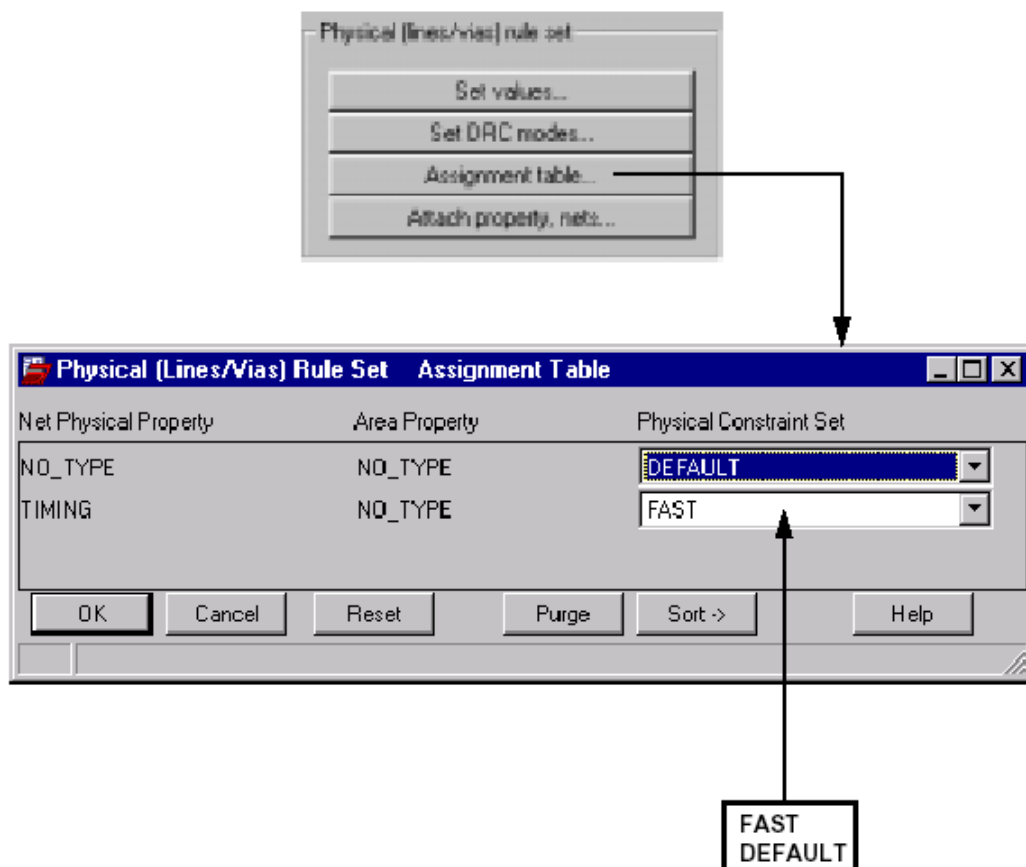 Physical (lines/vias) rule set
Set values...
Set DRC modes...
Assignment table...
Attach property, nets...
Physical (Lines/Vias) Rule Set Assignment Table
Net Physical Property Area Property Physical Constraint Set
NO_TYPE NO_TYPE DEFAULT
TIMING NO_TYPE FAST
OK Cancel Reset Purge Sort -> Help
FAST
DEFAULT